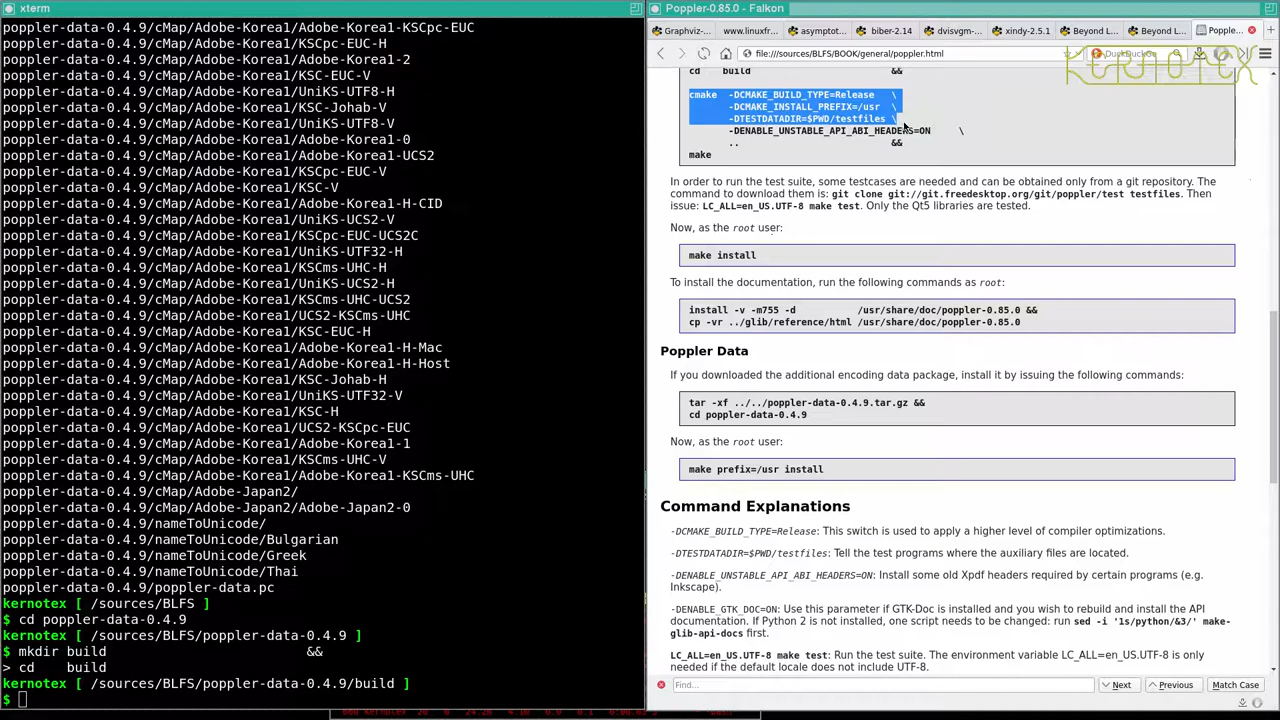 xterm
poppler-data-0.4.9/cMap/Adobe-Korea1/Adobe-Korea1-KSCpc-EUC
poppler-data-0.4.9/cMap/Adobe-Korea1/KSCpc-EUC-H
poppler-data-0.4.9/cMap/Adobe-Korea1/Adobe-Korea1-2
poppler-data-0.4.9/cMap/Adobe-Korea1/KSC-EUC-V
poppler-data-0.4.9/cMap/Adobe-Korea1/UniKS-UTF8-H
poppler-data-0.4.9/cMap/Adobe-Korea1/KSC-Johab-V
poppler-data-0.4.9/cMap/Adobe-Korea1/UniKS-UTF8-V
poppler-data-0.4.9/cMap/Adobe-Korea1/Adobe-Korea1-0
poppler-data-0.4.9/cMap/Adobe-Korea1/Adobe-Korea1-UCS2
poppler-data-0.4.9/cMap/Adobe-Korea1/KSCpc-EUC-V
poppler-data-0.4.9/cMap/Adobe-Korea1/KSC-V
poppler-data-0.4.9/cMap/Adobe-Korea1/Adobe-Korea1-H-CID
poppler-data-0.4.9/cMap/Adobe-Korea1/UniKS-UCS2-V
poppler-data-0.4.9/cMap/Adobe-Korea1/KSCpc-EUC-UCS2C
poppler-data-0.4.9/cMap/Adobe-Korea1/UniKS-UTF32-H
poppler-data-0.4.9/cMap/Adobe-Korea1/KSCms-UHC-H
poppler-data-0.4.9/cMap/Adobe-Korea1/UniKS-UCS2-H
poppler-data-0.4.9/cMap/Adobe-Korea1/KSCms-UHC-UCS2
poppler-data-0.4.9/cMap/Adobe-Korea1/UCS2-KSCms-UHC
poppler-data-0.4.9/cMap/Adobe-Korea1/KSC-EUC-H
poppler-data-0.4.9/cMap/Adobe-Korea1/Adobe-Korea1-H-Mac
poppler-data-0.4.9/cMap/Adobe-Korea1/Adobe-Korea1-H-Host
poppler-data-0.4.9/cMap/Adobe-Korea1/KSC-Johab-H
poppler-data-0.4.9/cMap/Adobe-Korea1/UniKS-UTF32-V
poppler-data-0.4.9/cMap/Adobe-Korea1/KSC-H
poppler-data-0.4.9/cMap/Adobe-Korea1/UCS2-KSCpc-EUC
poppler-data-0.4.9/cMap/Adobe-Korea1/Adobe-Korea1-1
poppler-data-0.4.9/cMap/Adobe-Korea1/KSCms-UHC-V
poppler-data-0.4.9/cMap/Adobe-Korea1/Adobe-Korea1-KSCms-UHC
poppler-data-0.4.9/cMap/Adobe-Japan2/
poppler-data-0.4.9/cMap/Adobe-Japan2/Adobe-Japan2-0
poppler-data-0.4.9/nameToUnicode/
poppler-data-0.4.9/nameToUnicode/Bulgarian
poppler-data-0.4.9/nameToUnicode/Greek
poppler-data-0.4.9/nameToUnicode/Thai
poppler-data-0.4.9/poppler-data.pc
kernotex [ /sources/BLFS ]
$ cd poppler-data-0.4.9
kernotex [ /sources/BLFS/poppler-data-0.4.9 ]
$ mkdir build &&
> cd build
kernotex [ /sources/BLFS/poppler-data-0.4.9/build ]
$
Poppler-0.85.0 - Falkon
Graphviz-... www.linuxfr... asymptot... biber-2.14 dvisvgm-... xindy-2.5.1 Beyond L... Beyond L... Poppl...
file:///sources/BLFS/BOOK/general/poppler.html DuckDuckGo
KERNOTEX
cd build &&
cmake -DCMAKE_BUILD_TYPE=Release \
-DCMAKE_INSTALL_PREFIX=/usr \
-DTESTDATADIR=$PWD/testfiles \
-DENABLE_UNSTABLE_API_ABI_HEADERS=ON \
.. &&
make
In order to run the test suite, some testcases are needed and can be obtained only from a git repository. The
command to download them is: git clone git://git.freedesktop.org/git/poppler/test testfiles. Then
issue: LC_ALL=en_US.UTF-8 make test. Only the Qt5 libraries are tested.
Now, as the root user:
make install
To install the documentation, run the following commands as root:
install -v -m755 -d /usr/share/doc/poppler-0.85.0 &&
cp -vr ../glib/reference/html /usr/share/doc/poppler-0.85.0
Poppler Data
If you downloaded the additional encoding data package, install it by issuing the following commands:
tar -xf ../../poppler-data-0.4.9.tar.gz &&
cd poppler-data-0.4.9
Now, as the root user:
make prefix=/usr install
Command Explanations
-DCMAKE_BUILD_TYPE=Release: This switch is used to apply a higher level of compiler optimizations.
-DTESTDATADIR=$PWD/testfiles: Tell the test programs where the auxiliary files are located.
-DENABLE_UNSTABLE_API_ABI_HEADERS=ON: Install some old Xpdf headers required by certain programs (e.g.
Inkscape).
-DENABLE_GTK_DOC=ON: Use this parameter if GTK-Doc is installed and you wish to rebuild and install the API
documentation. If Python 2 is not installed, one script needs to be changed: run sed -i '1s/python/&3/' make-
glib-api-docs first.
LC_ALL=en_US.UTF-8 make test: Run the test suite. The environment variable LC_ALL=en_US.UTF-8 is only
needed if the default locale does not include UTF-8.
Find... Next Previous Match Case